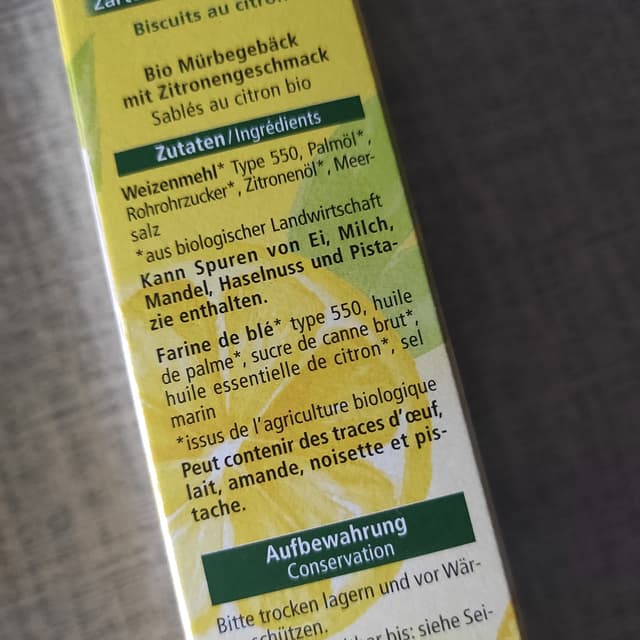 Biscuits au citron
Bio Mürbegebäck
mit Zitronengeschmack
Sablés au citron bio
Zutaten/Ingrédients
Weizenmehl* Type 550, Palmöl*,
Rohrohrzucker*, Zitronenöl*, Meer-
salz
*aus biologischer Landwirtschaft
Kann Spuren von Ei, Milch,
Mandel, Haselnuss und Pista-
zie enthalten.
Farine de blé* type 550, huile
de palme*, sucre de canne brut*,
huile essentielle de citron*, sel
marin
*issus de l'agriculture biologique
Peut contenir des traces d'œuf,
lait, amande, noisette et pis-
tache.
Aufbewahrung
Conservation
Bitte trocken lagern und vor Wär-
bis: siehe Sei-